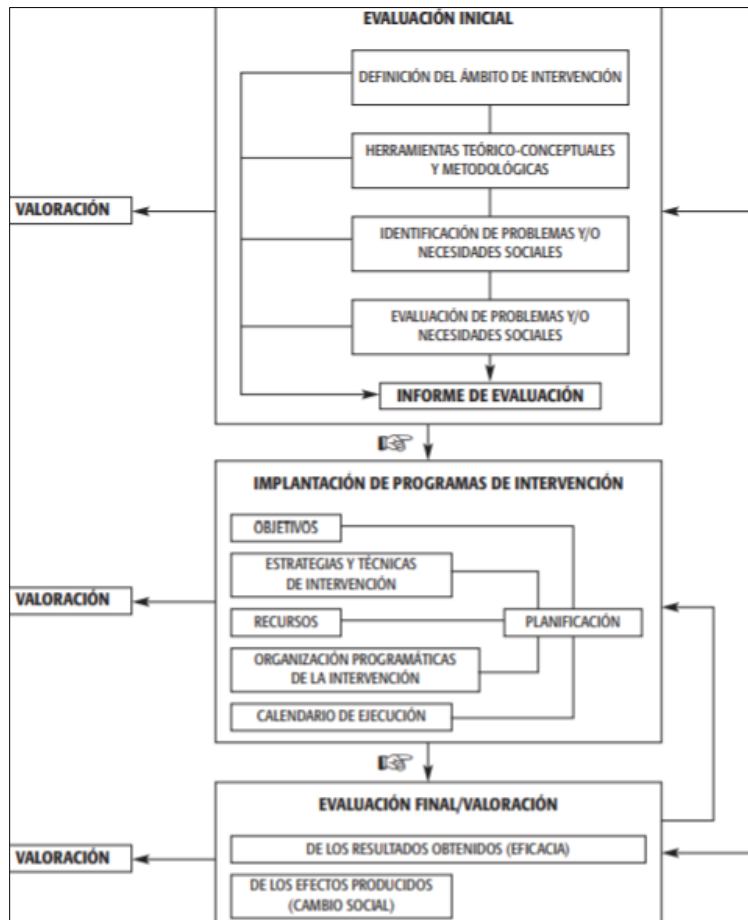 EVALUACIÓN INICIAL
DEFINICIÓN DEL ÁMBITO DE INTERVENCIÓN
HERRAMIENTAS TEÓRICO-CONCEPTUALES
Y METODOLÓGICAS
VALORACIÓN
IDENTIFICACIÓN DE PROBLEMAS Y/O
NECESIDADES SOCIALES
EVALUACIÓN DE PROBLEMAS Y/O
NECESIDADES SOCIALES
INFORME DE EVALUACIÓN
IMPLANTACIÓN DE PROGRAMAS DE INTERVENCIÓN
OBJETIVOS
ESTRATEGIAS Y TÉCNICAS
DE INTERVENCIÓN
VALORACIÓN
RECURSOS
PLANIFICACIÓN
ORGANIZACIÓN PROGRAMÁTICAS
DE LA INTERVENCIÓN
CALENDARIO DE EJECUCIÓN
EVALUACIÓN FINAL/VALORACIÓN
VALORACIÓN
DE LOS RESULTADOS OBTENIDOS (EFICACIA)
DE LOS EFECTOS PRODUCIDOS
(CAMBIO SOCIAL)